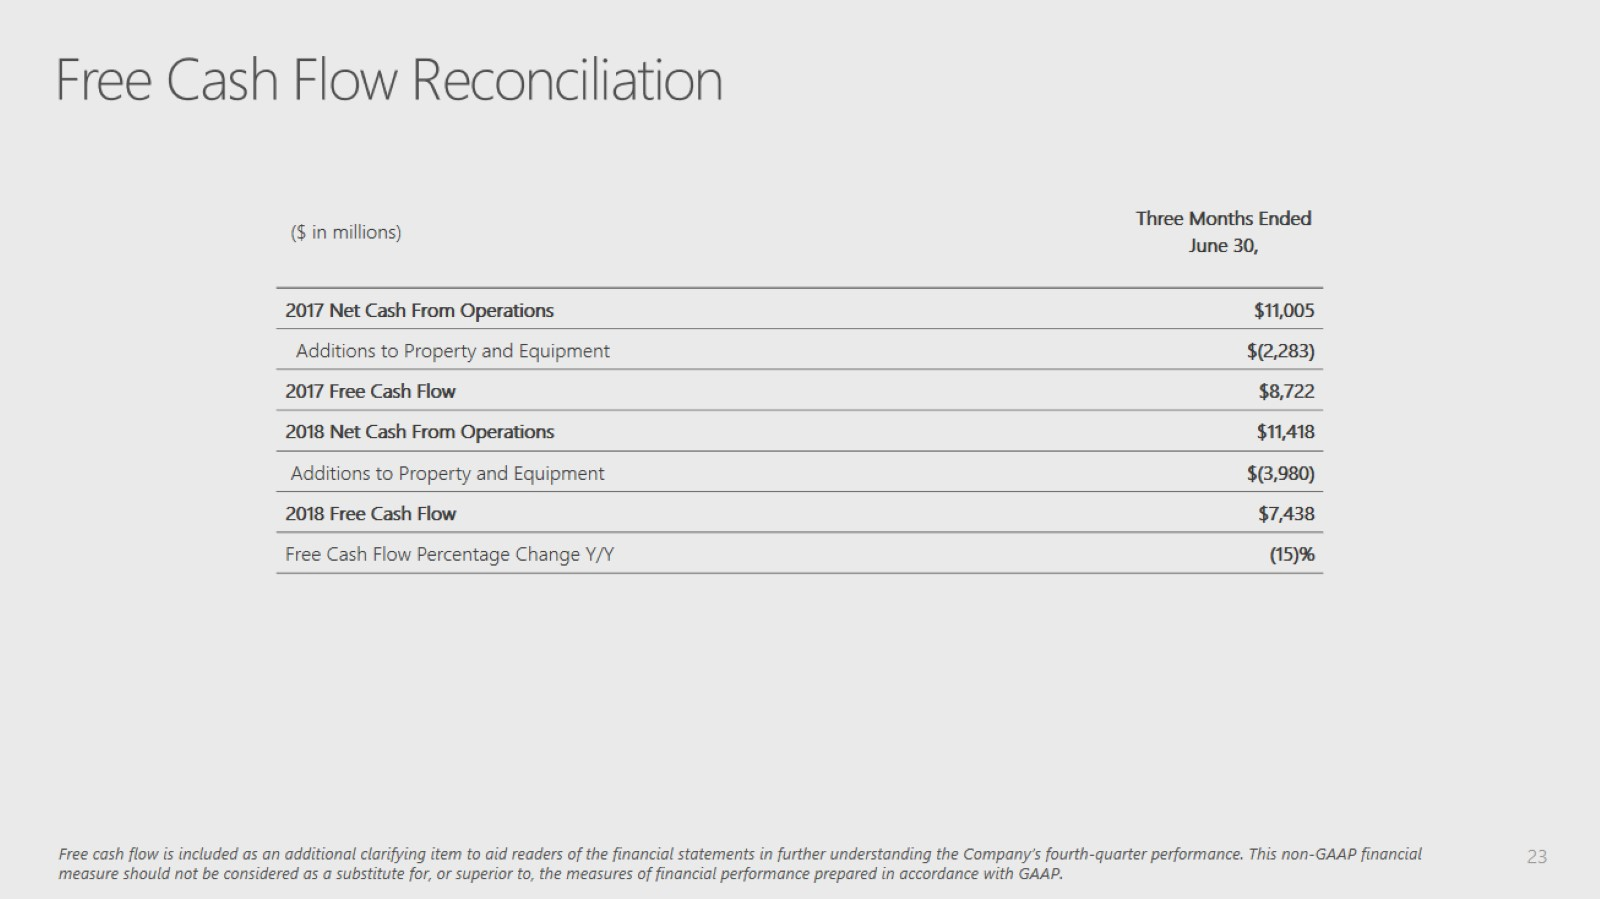 Free Cash Flow Reconciliation
($ in millions)
Three Months Ended
June 30,
2017 Net Cash From Operations $11,005
Additions to Property and Equipment $(2,283)
2017 Free Cash Flow $8,722
2018 Net Cash From Operations $11,418
Additions to Property and Equipment $(3,980)
2018 Free Cash Flow $7,438
Free Cash Flow Percentage Change Y/Y (15)%
Free cash flow is included as an additional clarifying item to aid readers of the financial statements in further understanding the Company's fourth-quarter performance. This non-GAAP financial
measure should not be considered as a substitute for, or superior to, the measures of financial performance prepared in accordance with GAAP.
23